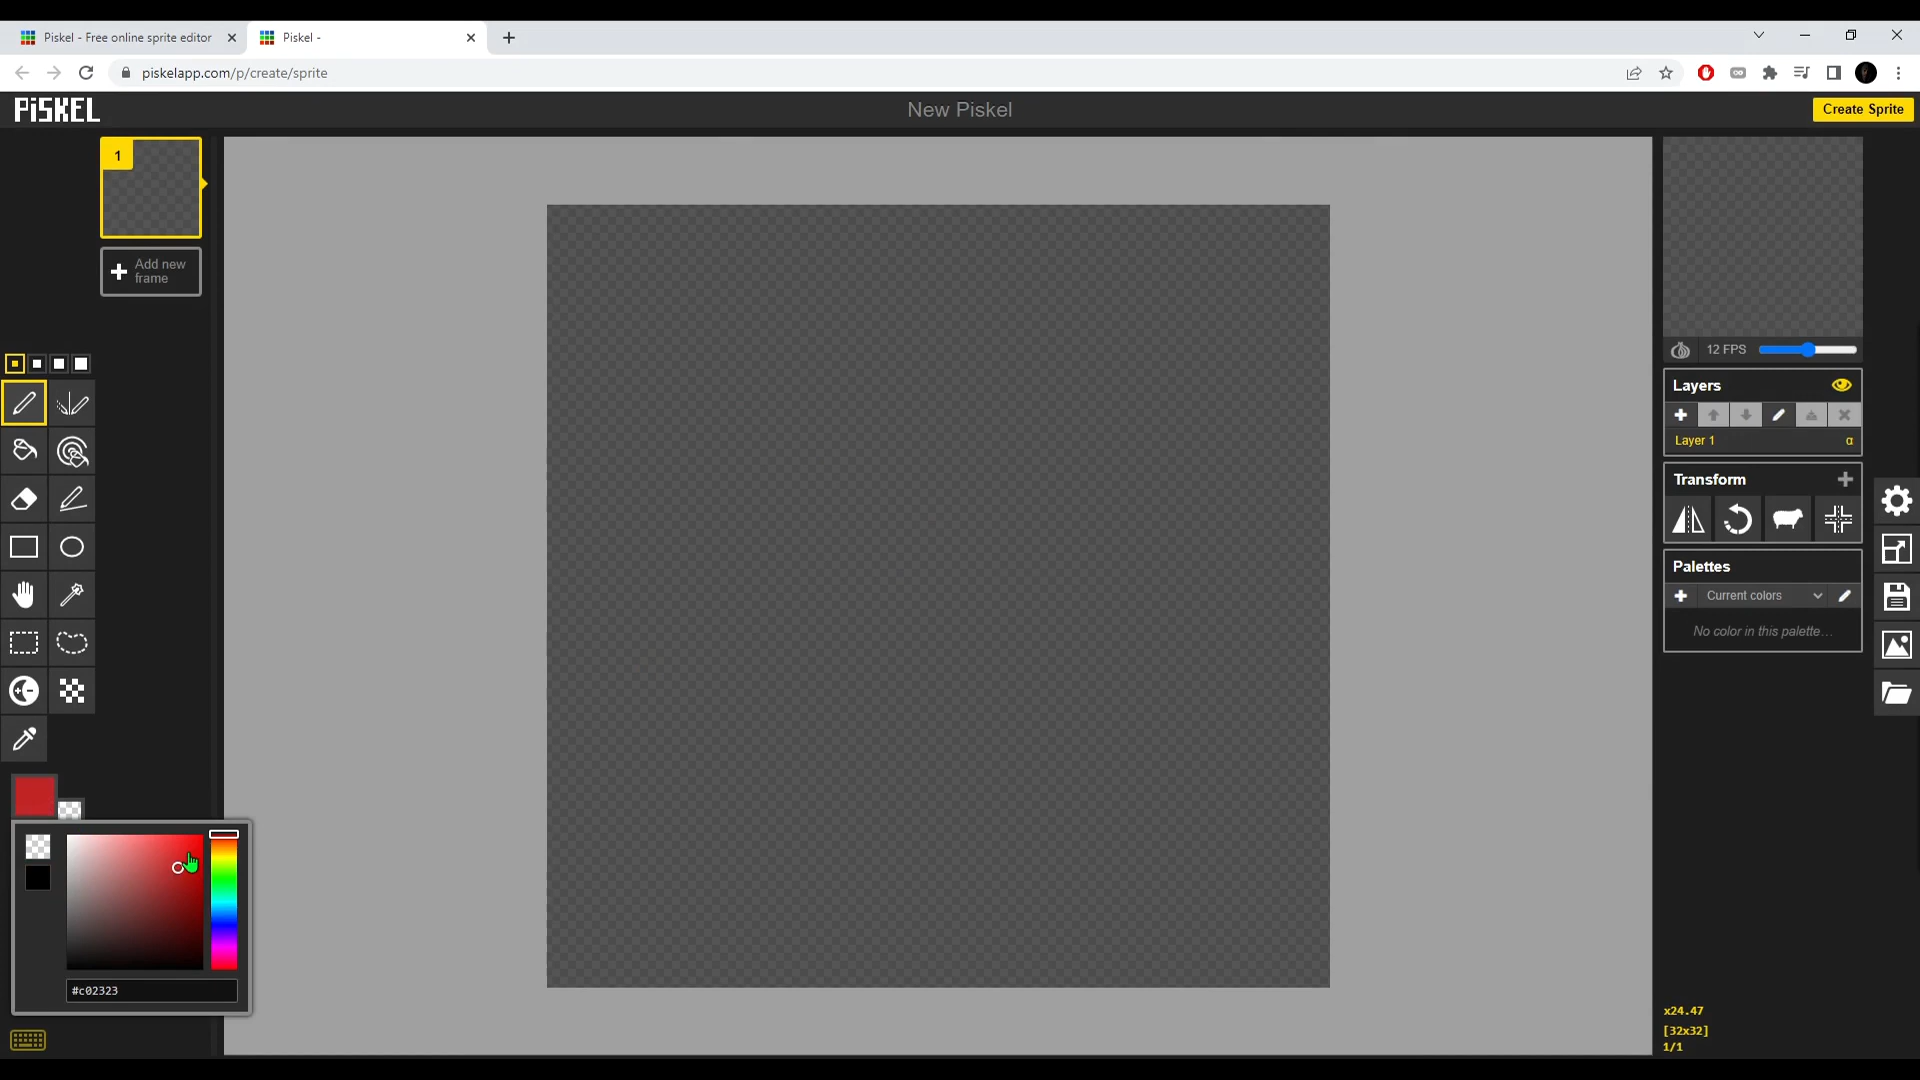 Piskel - Free online sprite editor
Piskel -
piskelapp.com/p/create/sprite
PiSKEL
New Piskel
Create Sprite
1
Add new
frame
12 FPS
Layers
Layer 1
α
Transform
Palettes
Current colors
No color in this palette...
#c02323
x24.47
[32x32]
1/1